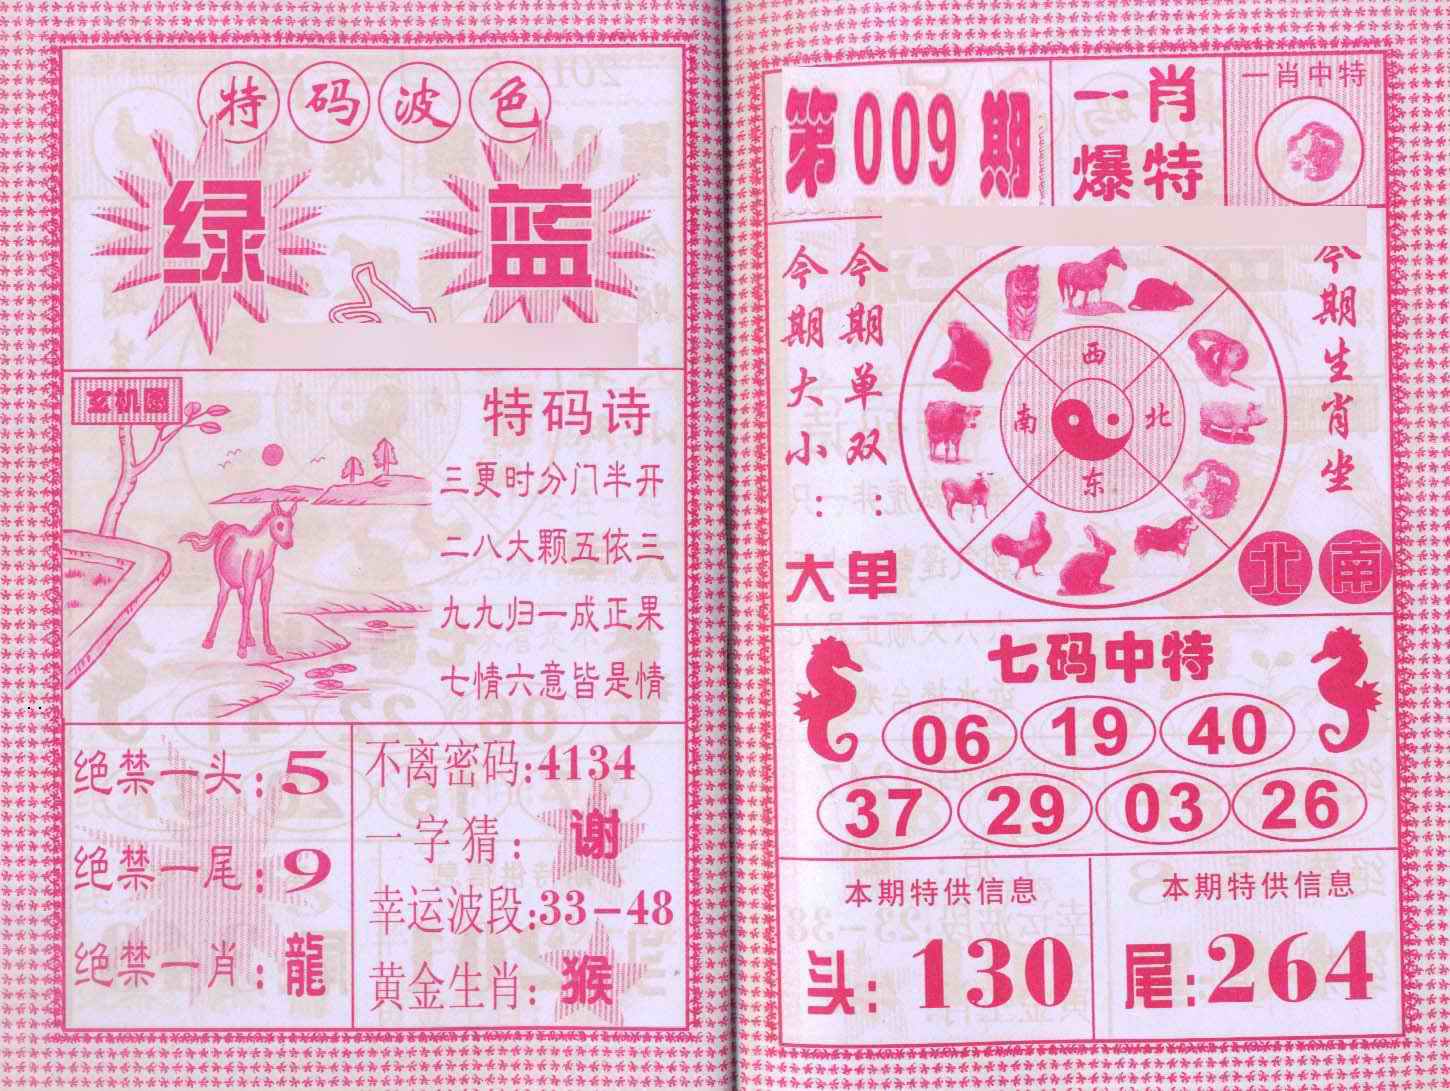 特码波色
绿 蓝
玄机图
特码诗
三更时分门半开
二八大颗五依三
九九归一成正果
七情六意皆是情
绝禁一头:5
绝禁一尾:9
绝禁一肖:龍
不离密码:4134
一字猜:谢
幸运波段:33-48
黄金生肖:猴
第009期
一肖
爆特
一肖中特
今期大小:
大
今期单双:
单
西
南
北
东
今期生肖坐
北 南
七码中特
06 19 40
37 29 03 26
本期特供信息
头:130
本期特供信息
尾:264